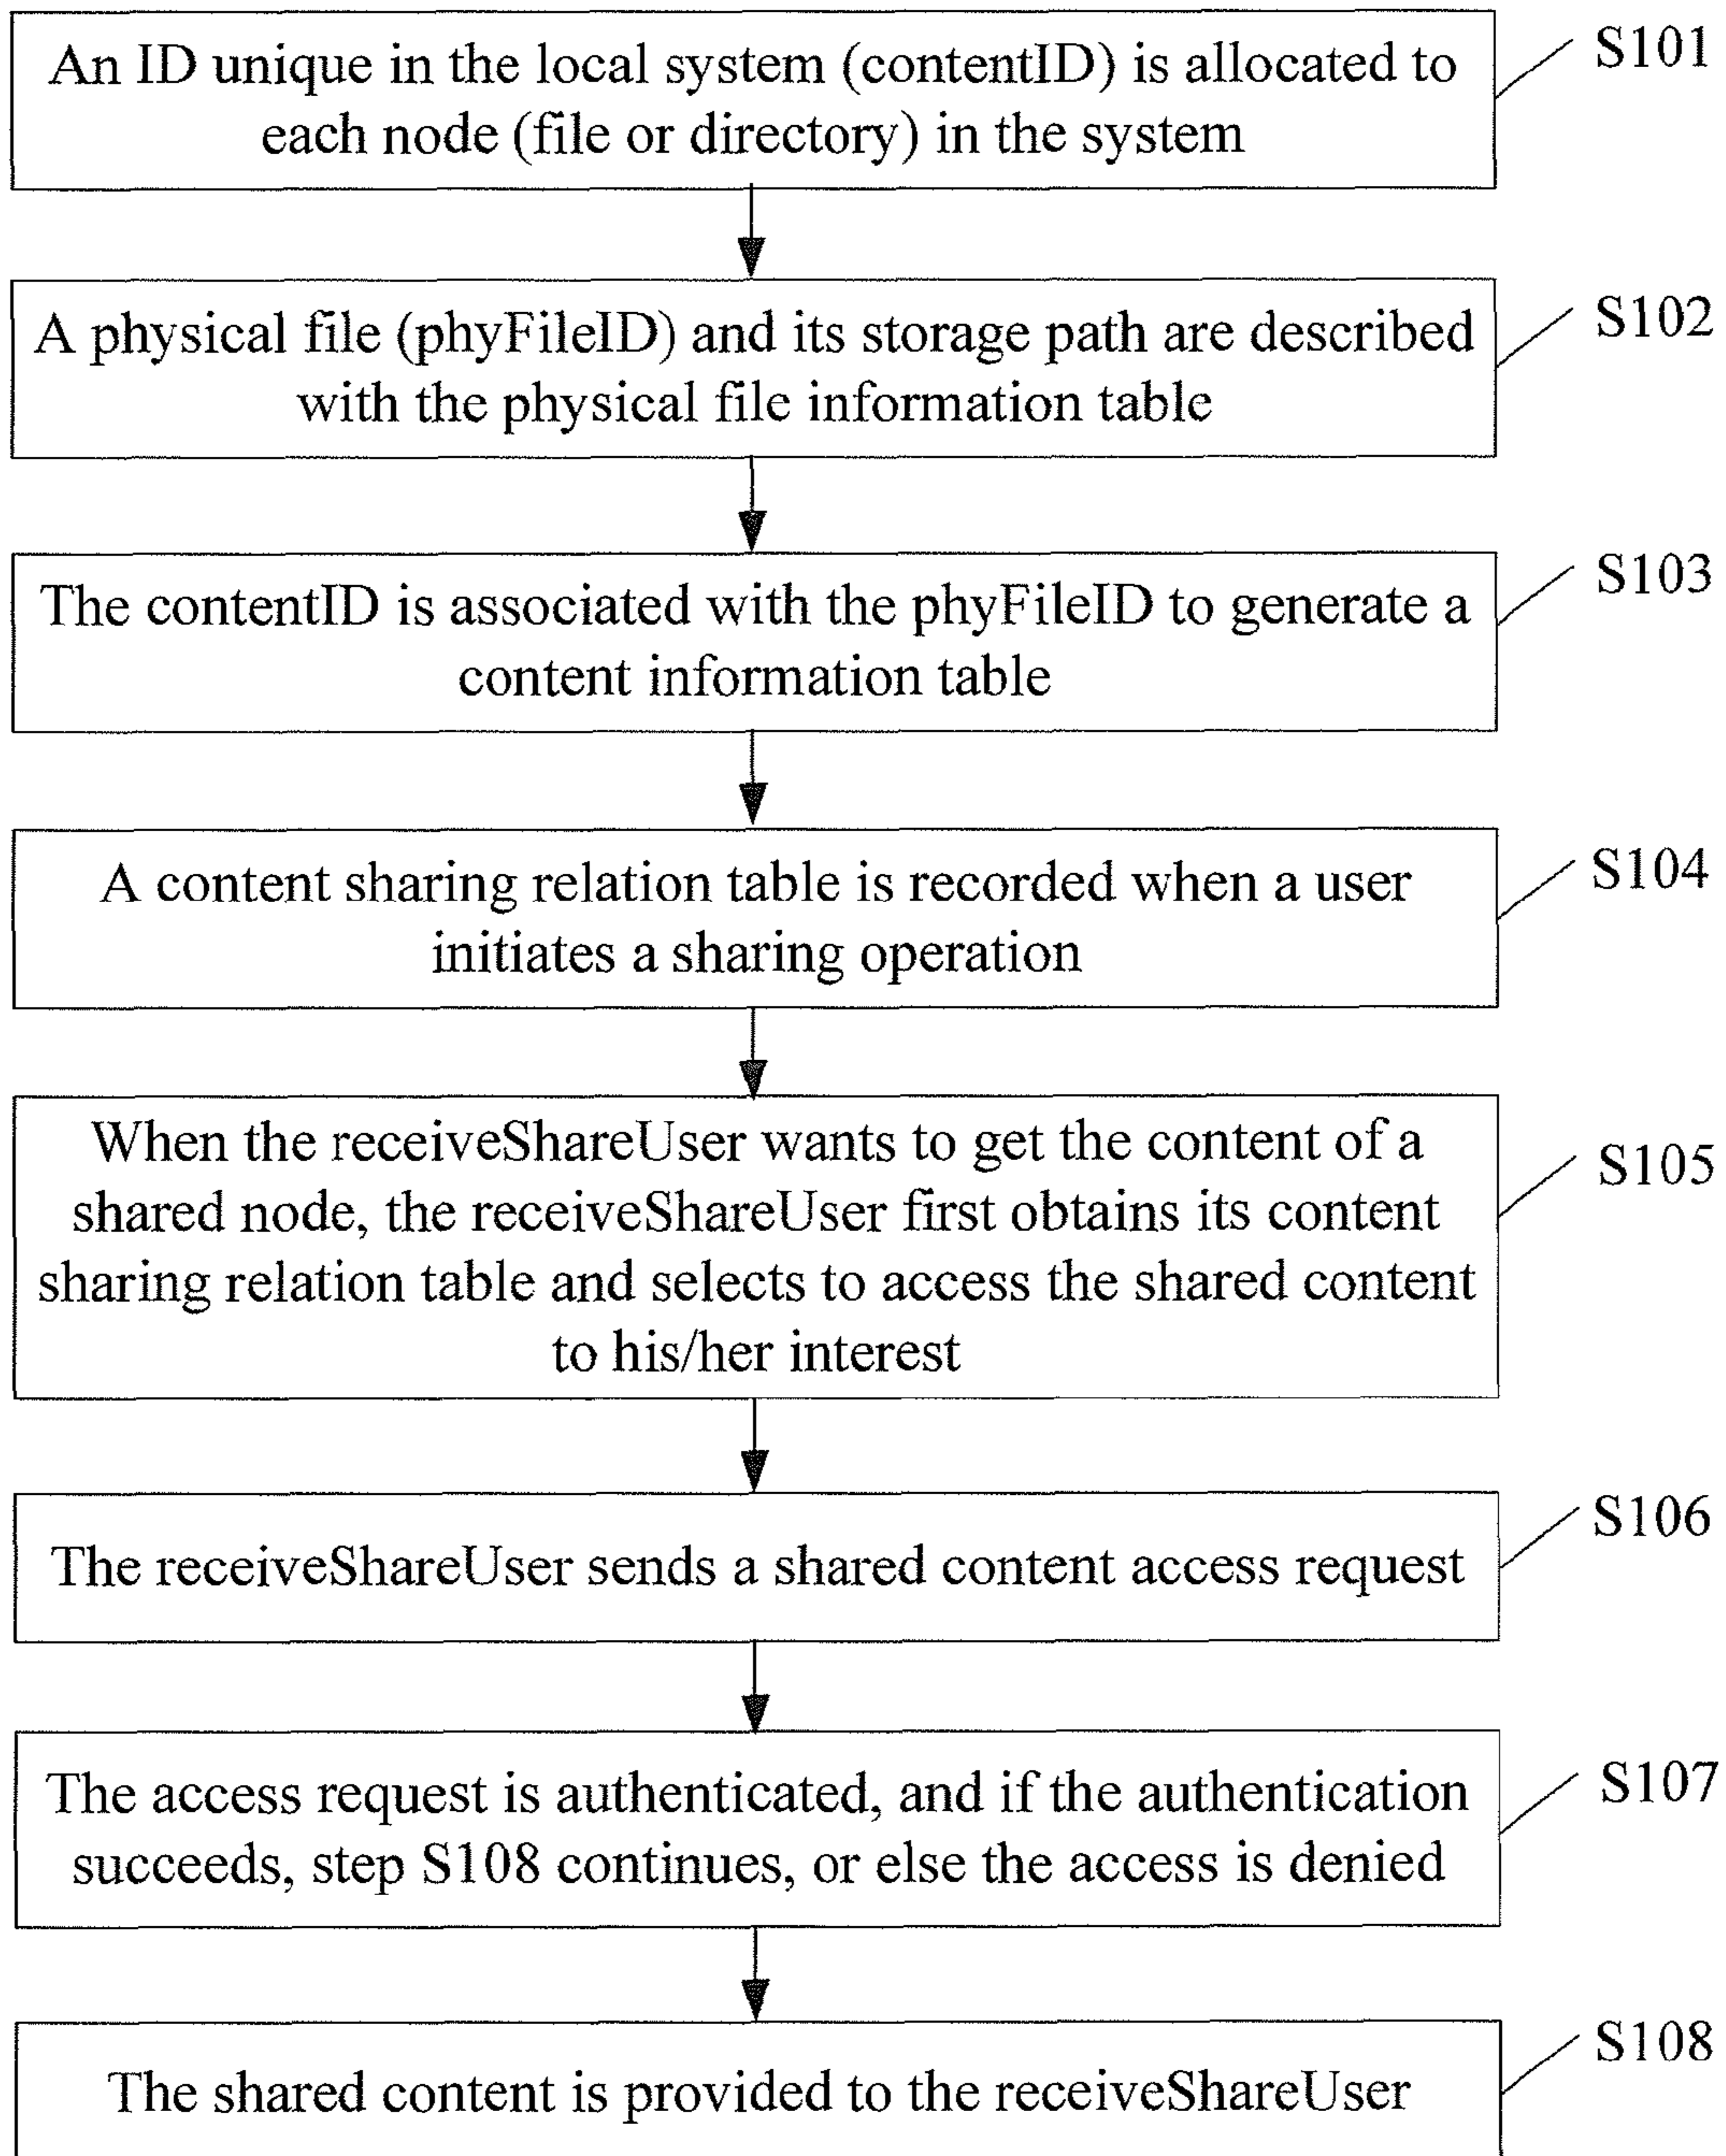 An ID unique in the local system (contentID) is allocated to
each node (file or directory) in the system
S101
A physical file (phyFileID) and its storage path are described
with the physical file information table
S102
The contentID is associated with the phyFileID to generate a
content information table
S103
A content sharing relation table is recorded when a user
initiates a sharing operation
S104
When the receiveShareUser wants to get the content of a
shared node, the receiveShareUser first obtains its content
sharing relation table and selects to access the shared content
to his/her interest
S105
The receiveShareUser sends a shared content access request
S106
The access request is authenticated, and if the authentication
succeeds, step S108 continues, or else the access is denied
S107
The shared content is provided to the receiveShareUser
S108